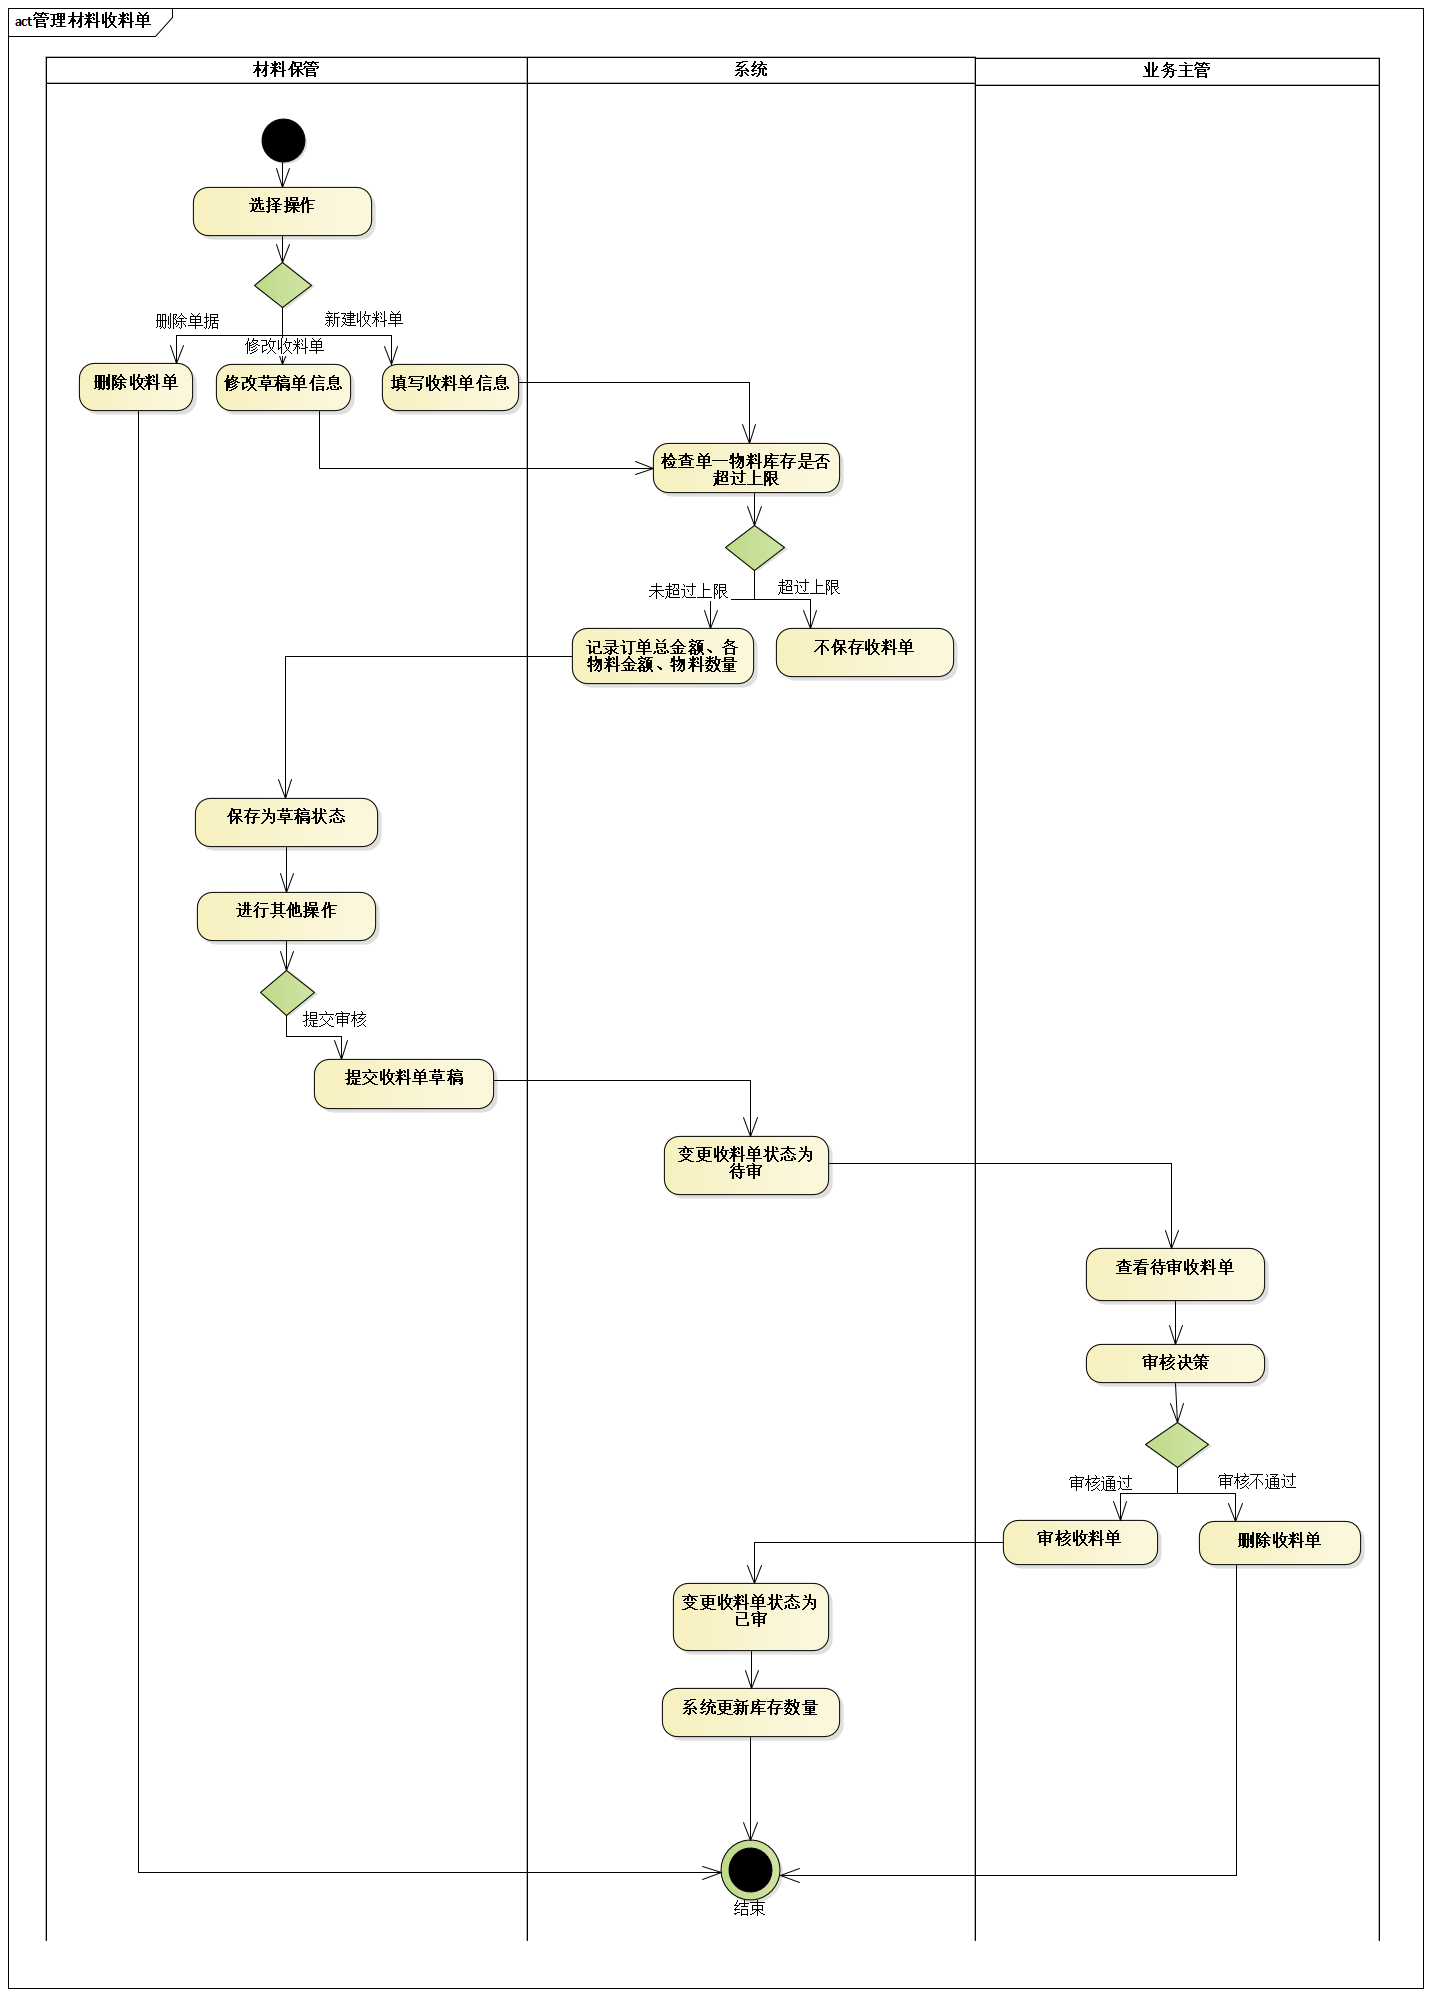 act管理材料收料单
材料保管
系统
业务主管
选择操作
删除单据
新建收料单
修改收料单
删除收料单
修改草稿单信息
填写收料单信息
检查单一物料库存是否
超过上限
未超过上限
超过上限
记录订单总金额、各
物料金额、物料数量
不保存收料单
保存为草稿状态
进行其他操作
提交审核
提交收料单草稿
变更收料单状态为
待审
查看待审收料单
审核决策
审核通过
审核不通过
审核收料单
删除收料单
变更收料单状态为
已审
系统更新库存数量
结束